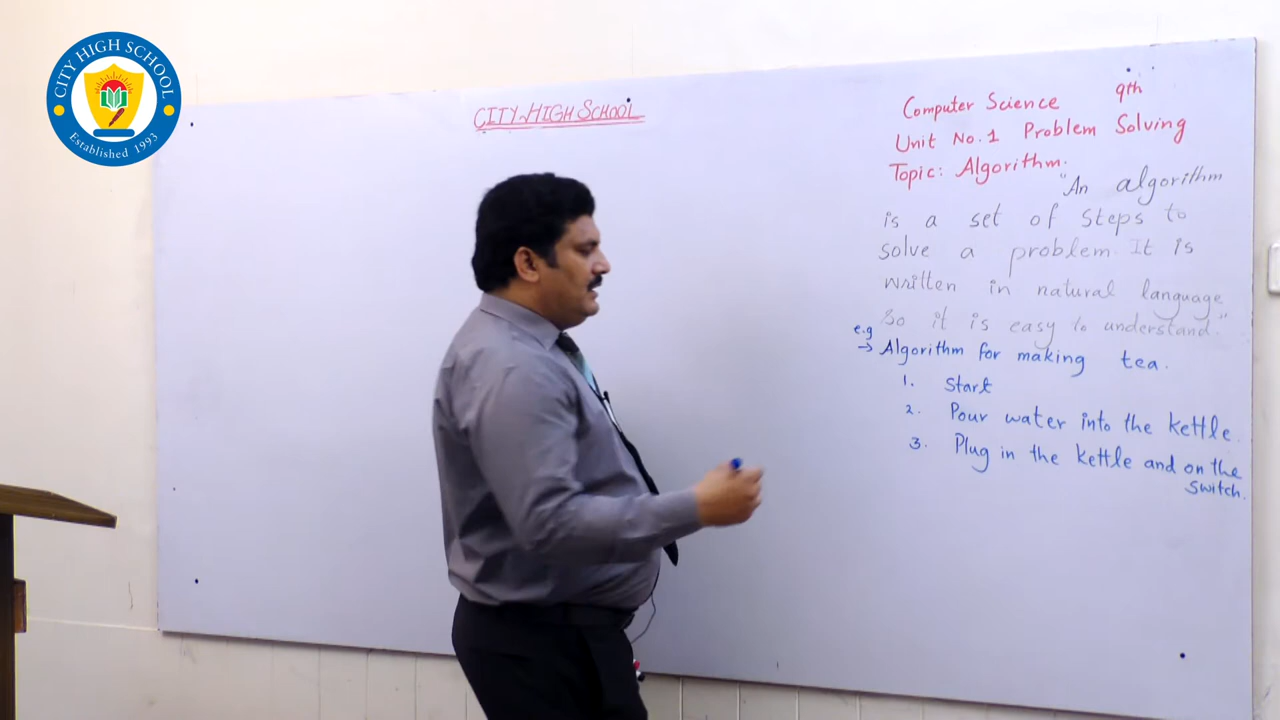 CITY HIGH SCHOOL
Established 1993
CITY HIGH SCHOOL
Computer Science 9th
Unit No. 1 Problem Solving
Topic: Algorithm.
"An algorithm
is a set of steps to
solve a problem. It is
written in natural language
so it is easy to understand."
e.g
→ Algorithm for making tea.
1. Start
2. Pour water into the kettle.
3. Plug in the kettle and on the
switch.